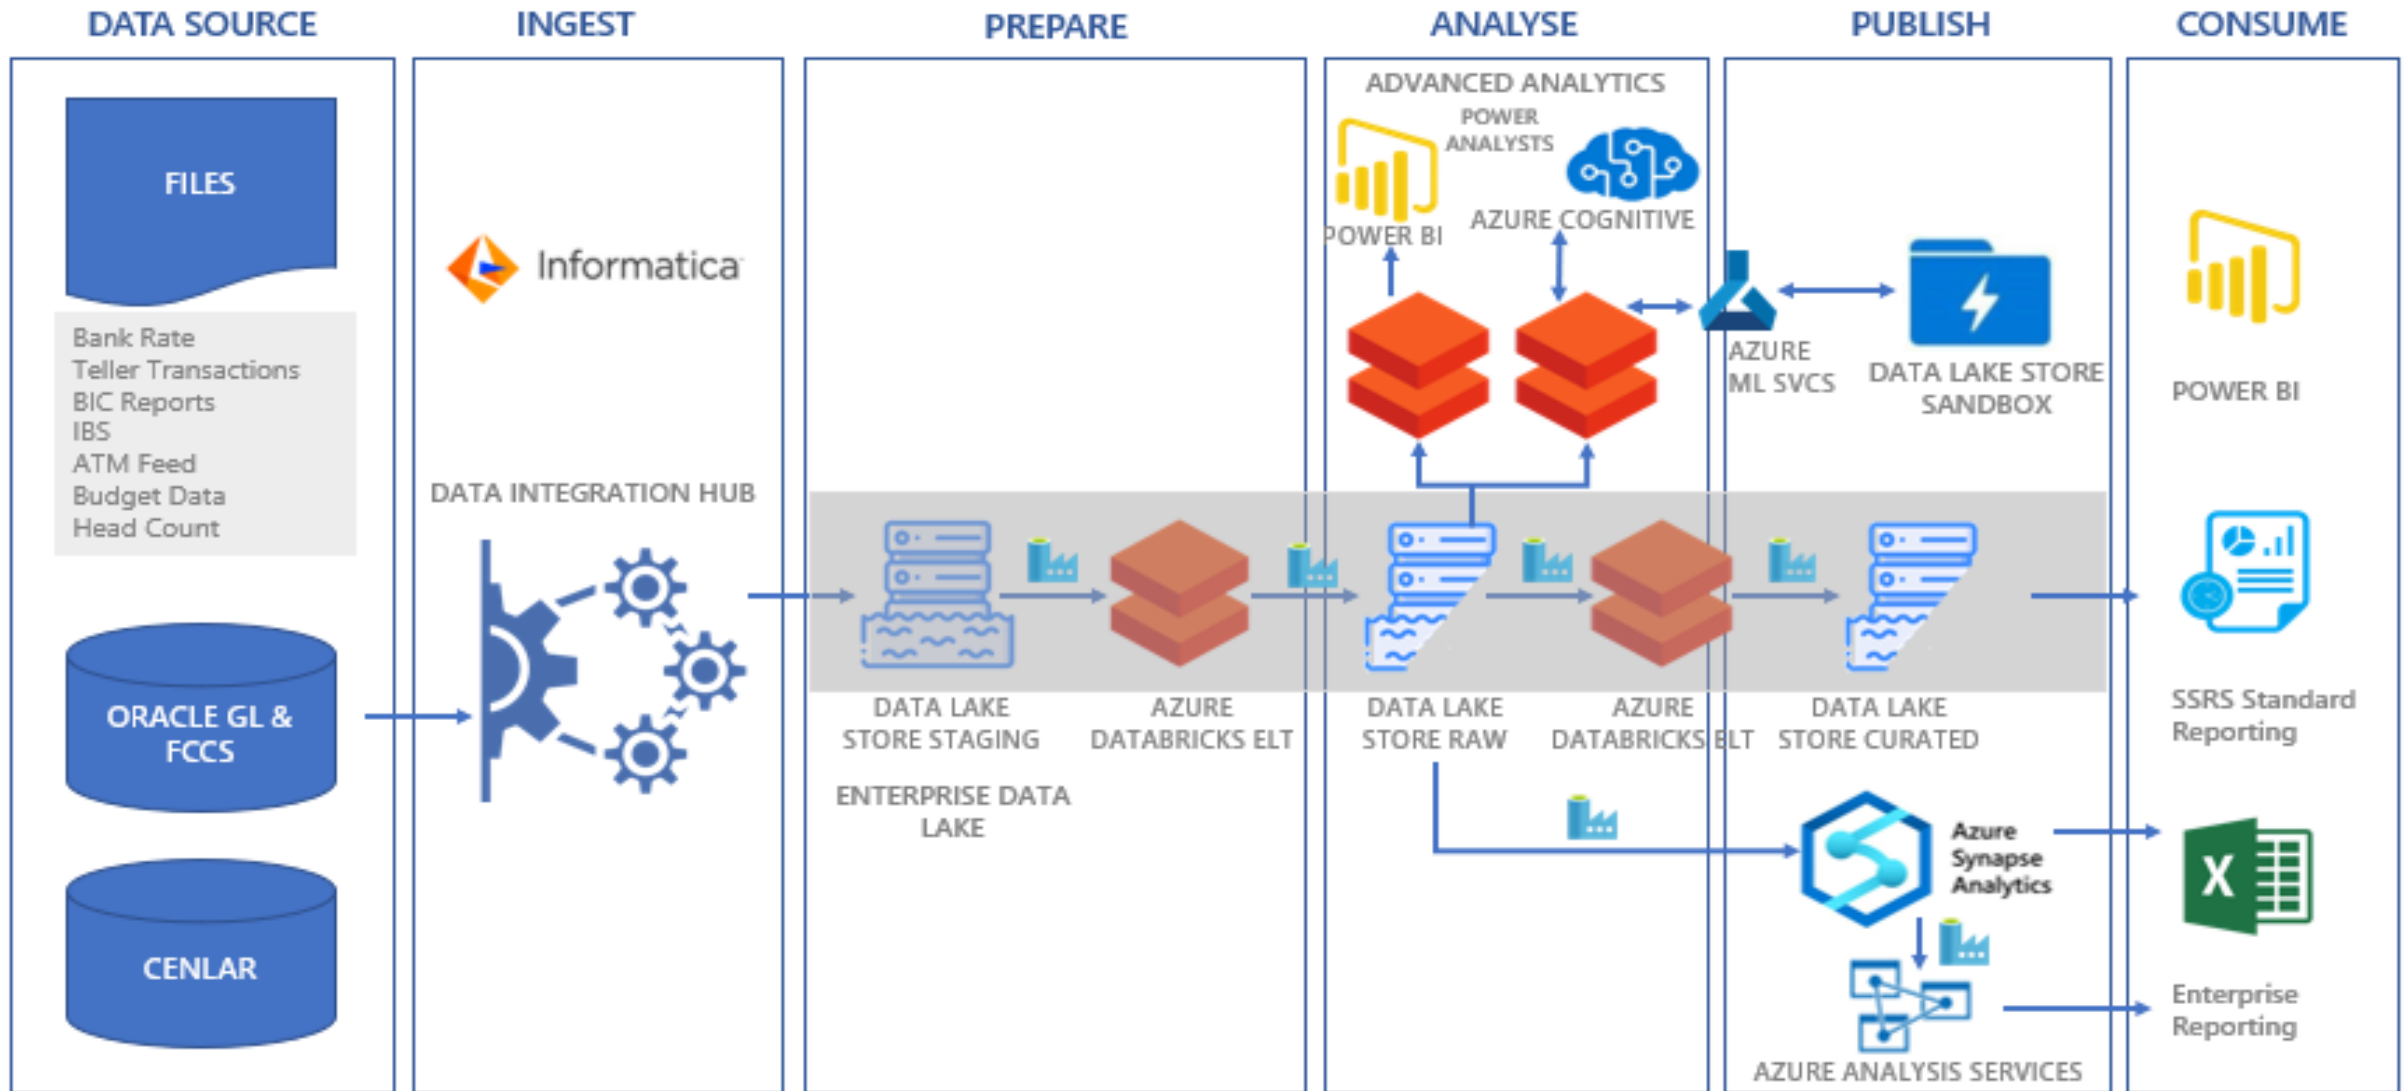 DATA SOURCE
INGEST
PREPARE
ANALYSE
PUBLISH
CONSUME
FILES
Bank Rate
Teller Transactions
BIC Reports
IBS
ATM Feed
Budget Data
Head Count
ORACLE GL &
FCCS
CENLAR
Informatica
DATA INTEGRATION HUB
DATA LAKE
STORE STAGING
AZURE
DATABRICKS ELT
ENTERPRISE DATA
LAKE
ADVANCED ANALYTICS
POWER
ANALYSTS
POWER BI
AZURE COGNITIVE
DATA LAKE
STORE RAW
AZURE
DATABRICKS ELT
AZURE
ML SVCS
DATA LAKE STORE
SANDBOX
DATA LAKE
STORE CURATED
Azure
Synapse
Analytics
AZURE ANALYSIS SERVICES
POWER BI
SSRS Standard
Reporting
X
Enterprise
Reporting